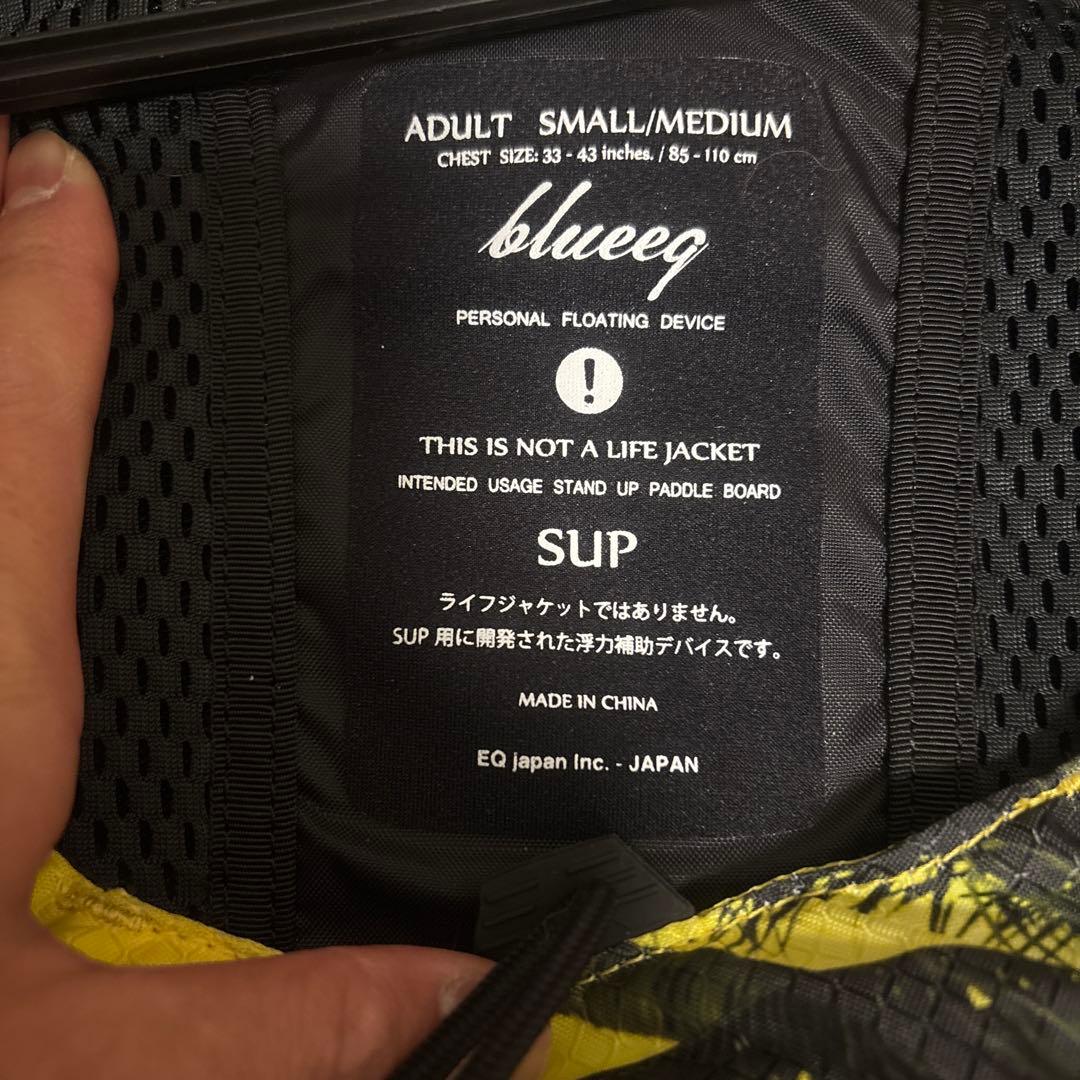 ADULT SMALL/MEDIUM
CHEST SIZE: 33 - 43 inches. / 85 - 110 cm
blueeq
PERSONAL FLOATING DEVICE
!
THIS IS NOT A LIFE JACKET
INTENDED USAGE STAND UP PADDLE BOARD
SUP
ライフジャケットではありません。
SUP 用に開発された浮力補助デバイスです。
MADE IN CHINA
EQ japan Inc. - JAPAN